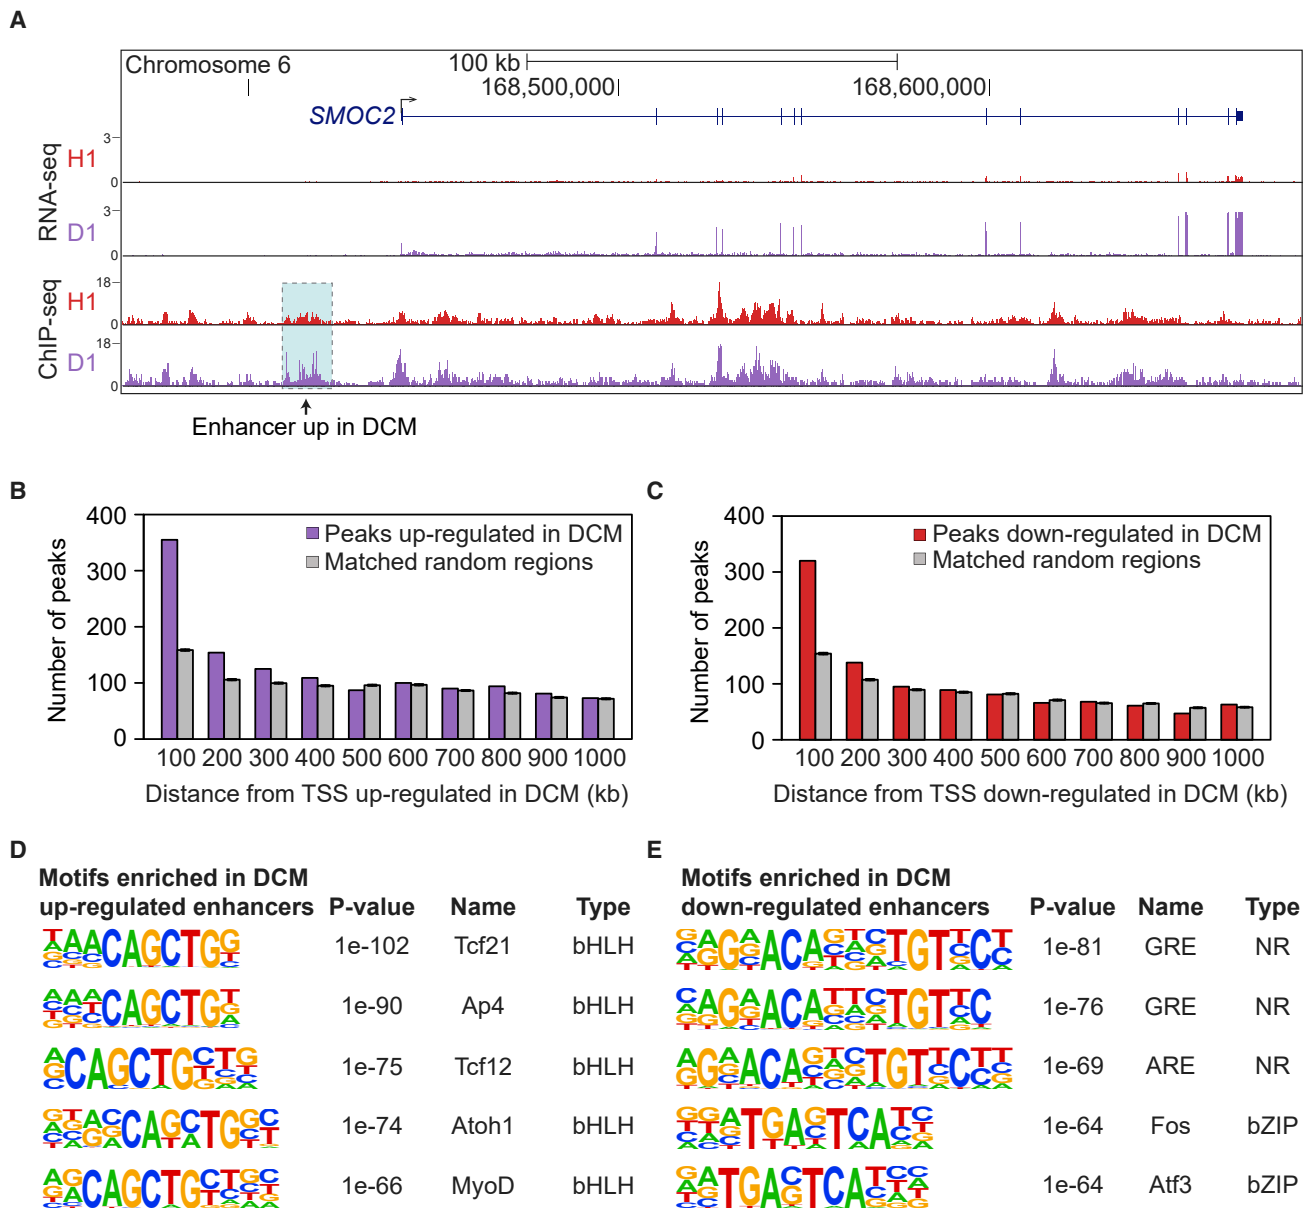 A
Chromosome 6
100 kb
168,500,000
168,600,000
SMOC2
RNA-seq
H1
3
0
D1
3
0
ChIP-seq
H1
18
0
D1
18
0
Enhancer up in DCM
B
Number of peaks
400
300
200
100
0
Peaks up-regulated in DCM
Matched random regions
100 200 300 400 500 600 700 800 900 1000
Distance from TSS up-regulated in DCM (kb)
C
Number of peaks
400
300
200
100
0
Peaks down-regulated in DCM
Matched random regions
100 200 300 400 500 600 700 800 900 1000
Distance from TSS down-regulated in DCM (kb)
D
Motifs enriched in DCM
up-regulated enhancers P-value Name Type
CAGCTG 1e-102 Tcf21 bHLH
CAGCTG 1e-90 Ap4 bHLH
CAGCTG 1e-75 Tcf12 bHLH
CAGCTG 1e-74 Atoh1 bHLH
CAGCTG 1e-66 MyoD bHLH
E
Motifs enriched in DCM
down-regulated enhancers P-value Name Type
1e-81 GRE NR
1e-76 GRE NR
1e-69 ARE NR
1e-64 Fos bZIP
1e-64 Atf3 bZIP